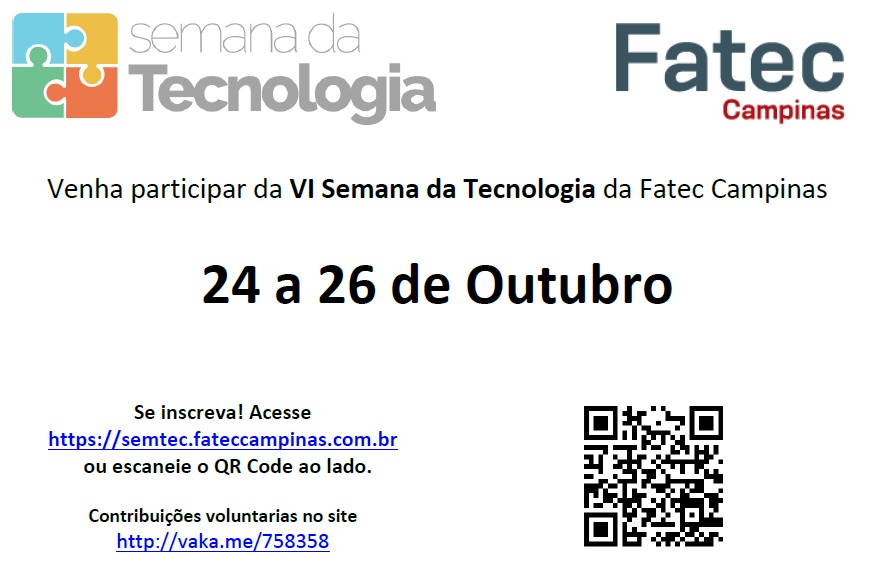 semana da
Tecnologia
Fatec
Campinas
Venha participar da VI Semana da Tecnologia da Fatec Campinas
24 a 26 de Outubro
Se inscreva! Acesse
https://semtec.fateccampinas.com.br
ou escaneie o QR Code ao lado.
Contribuições voluntarias no site
http://vaka.me/758358